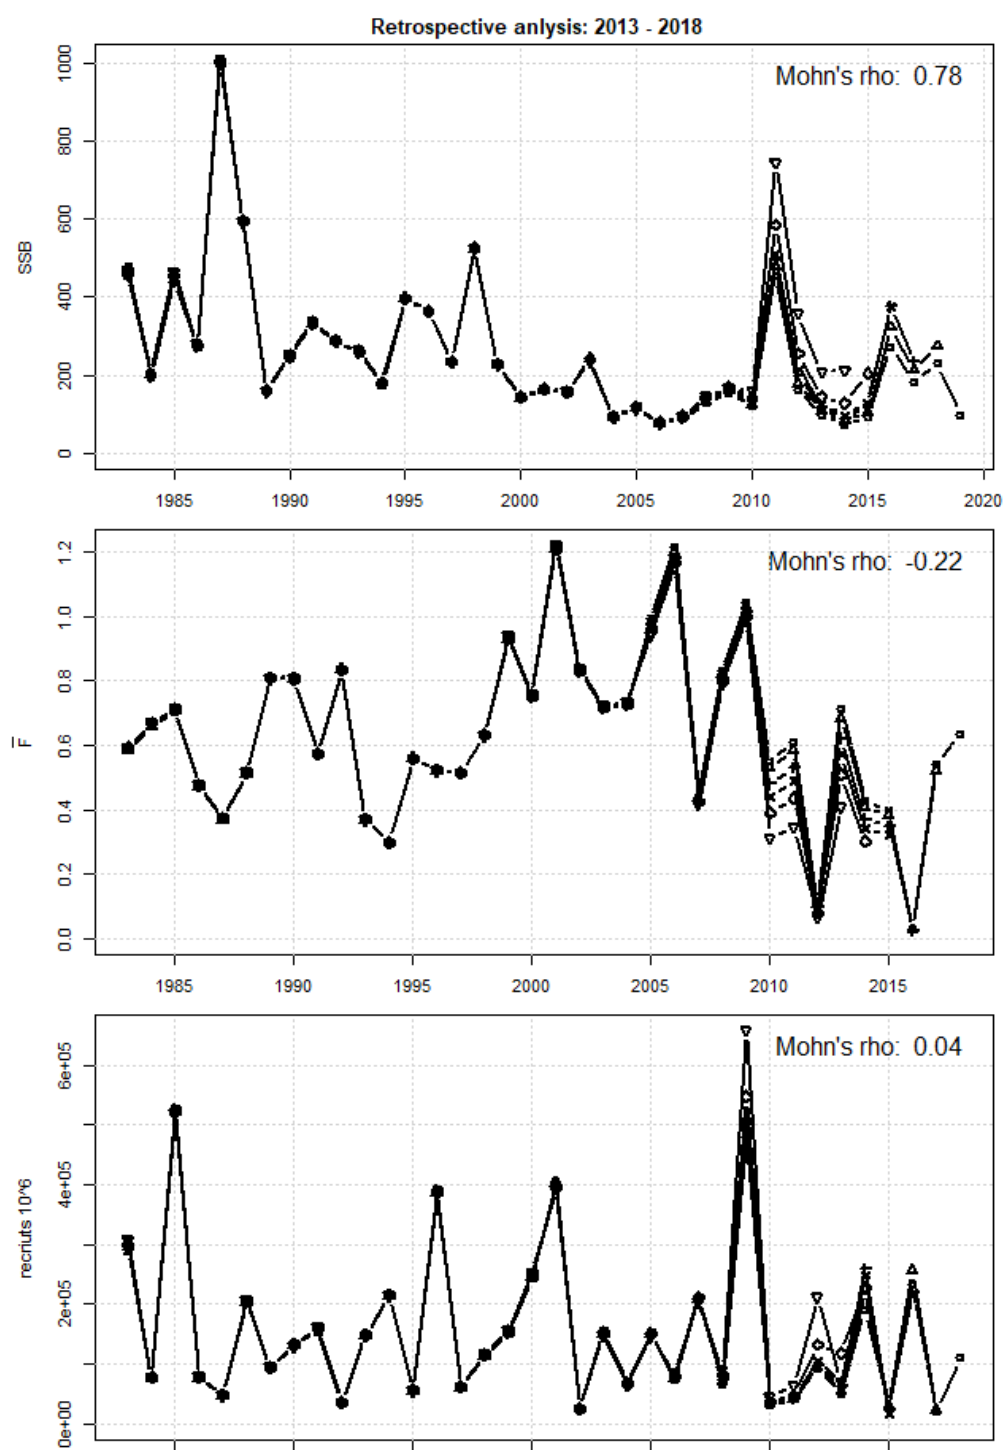 Retrospective anlysis: 2013 - 2018
Mohn's rho: 0.78
SSB
1000
800
600
400
200
0
1985 1990 1995 2000 2005 2010 2015 2020
Mohn's rho: -0.22
F
1.2
1.0
0.8
0.6
0.4
0.2
0.0
1985 1990 1995 2000 2005 2010 2015
Mohn's rho: 0.04
recriuts 10^6
6e+05
4e+05
2e+05
0e+00